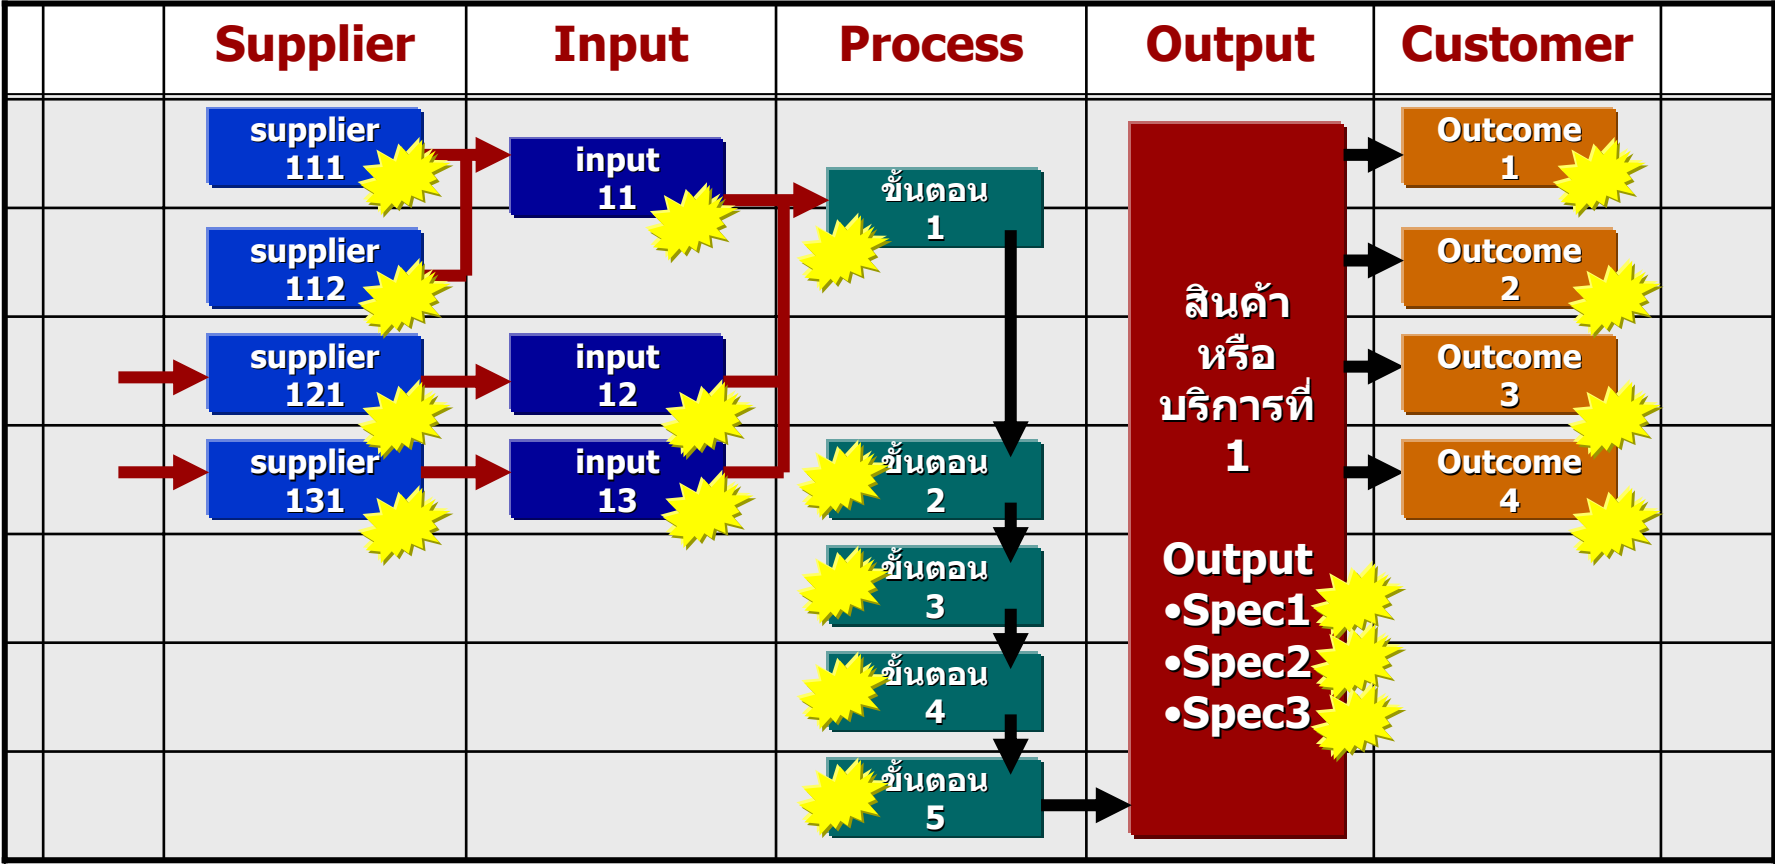 Supplier
Input
Process
Output
Customer
supplier
111
supplier
112
supplier
121
supplier
131
input
11
input
12
input
13
ขั้นตอน
1
ขั้นตอน
2
ขั้นตอน
3
ขั้นตอน
4
ขั้นตอน
5
สินค้า
หรือ
บริการที่
1
Output
•Spec1
•Spec2
•Spec3
Outcome
1
Outcome
2
Outcome
3
Outcome
4